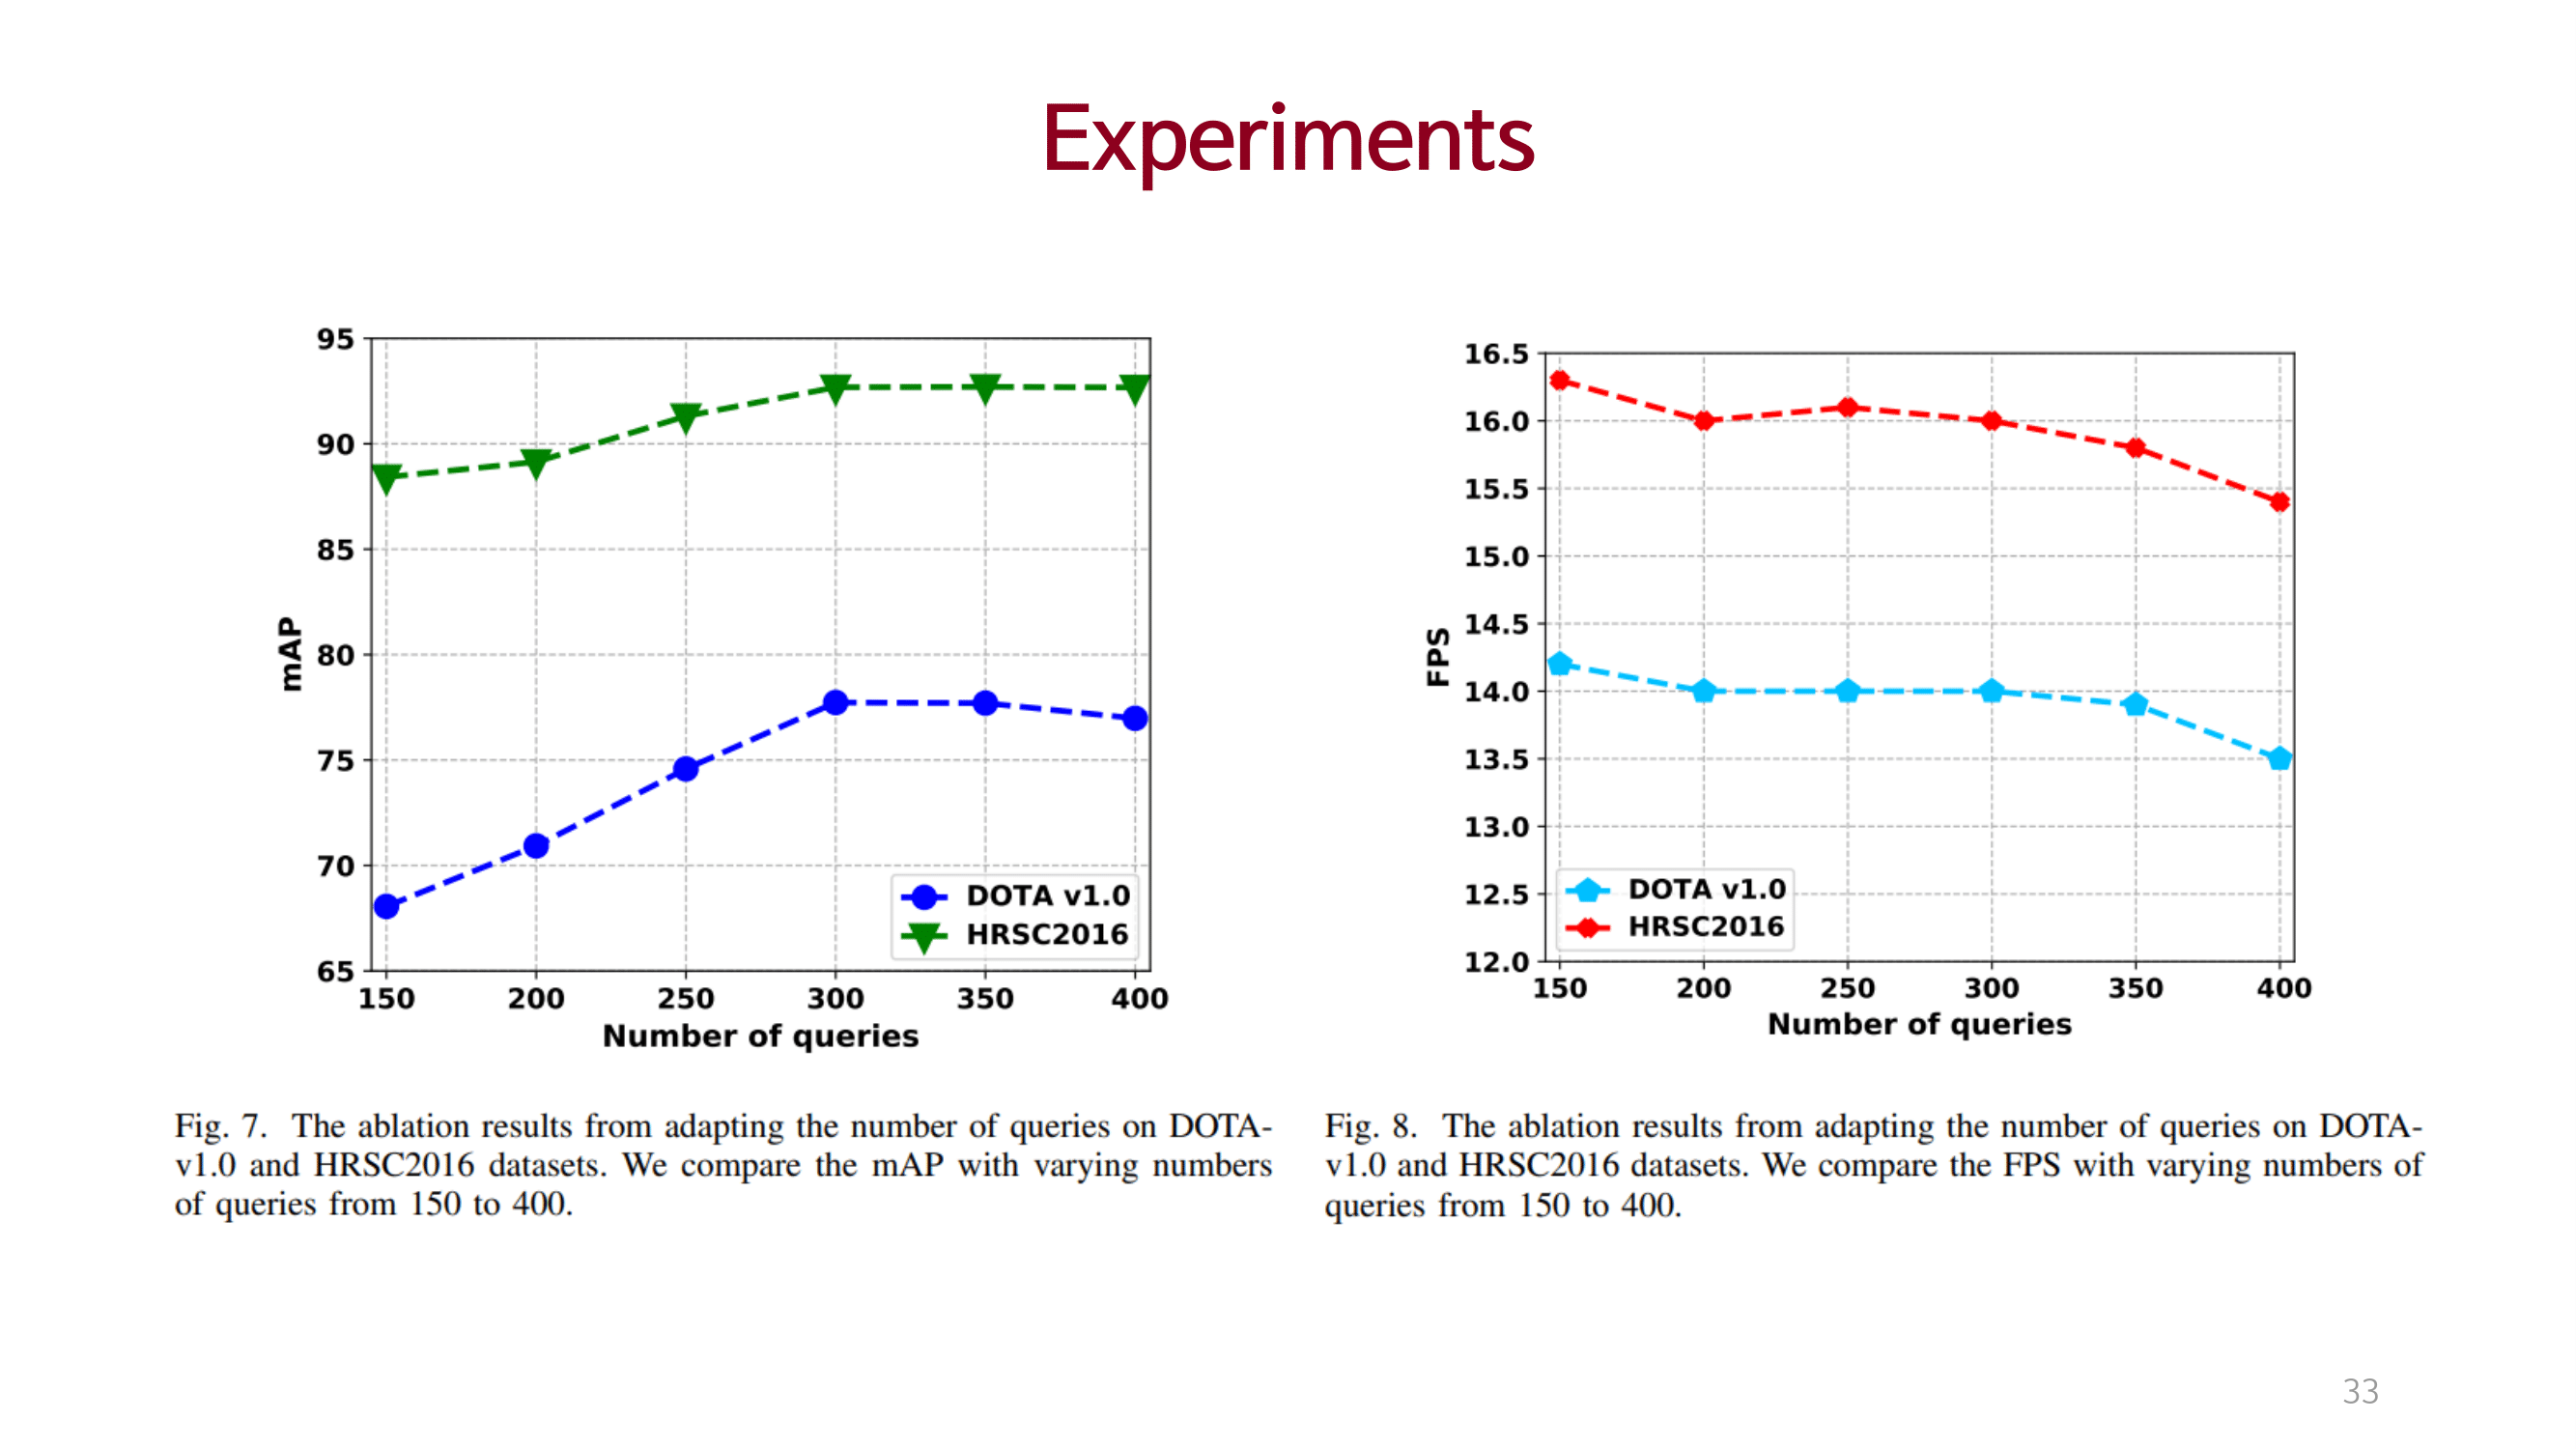 Experiments
95
90
85
80
75
70
65
mAP
150 200 250 300 350 400
Number of queries
DOTA v1.0
HRSC2016
16.5
16.0
15.5
15.0
14.5
14.0
13.5
13.0
12.5
12.0
FPS
150 200 250 300 350 400
Number of queries
DOTA v1.0
HRSC2016
Fig. 7. The ablation results from adapting the number of queries on DOTA-
v1.0 and HRSC2016 datasets. We compare the mAP with varying numbers
of queries from 150 to 400.
Fig. 8. The ablation results from adapting the number of queries on DOTA-
v1.0 and HRSC2016 datasets. We compare the FPS with varying numbers of
queries from 150 to 400.
33